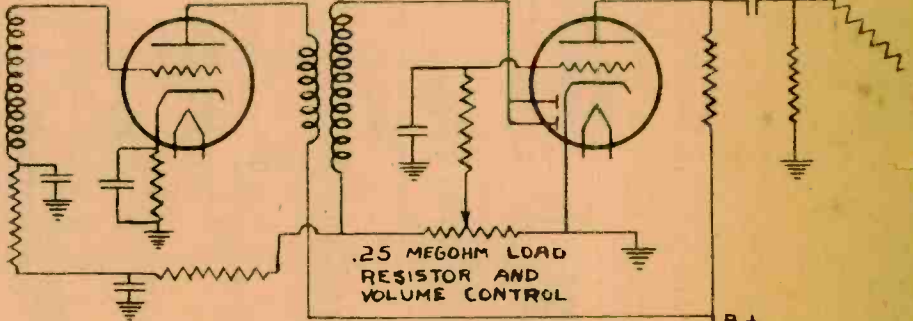 .25 MEGOHM LOAD
RESISTOR AND
VOLUME CONTROL
B+